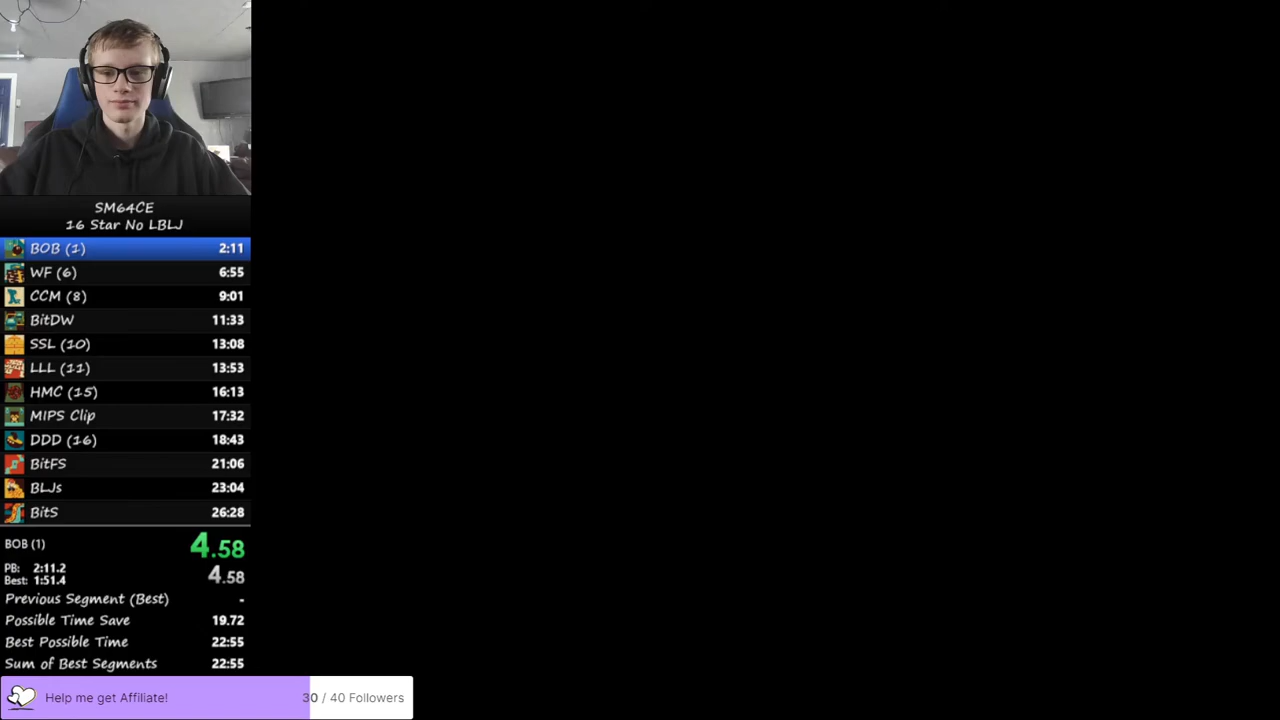 SM64CE
16 Star No LBLJ
BOB (1) 2:11
WF (6) 6:55
CCM (8) 9:01
BitDW 11:33
SSL (10) 13:08
LLL (11) 13:53
HMC (15) 16:13
MIPS Clip 17:32
DDD (16) 18:43
BitFS 21:06
BLJs 23:04
BitS 26:28
BOB (1) 4.58
PB: 2:11.2
Best: 1:51.4 4.58
Previous Segment (Best) -
Possible Time Save 19.72
Best Possible Time 22:55
Sum of Best Segments 22:55
Help me get Affiliate! 30 / 40 Followers